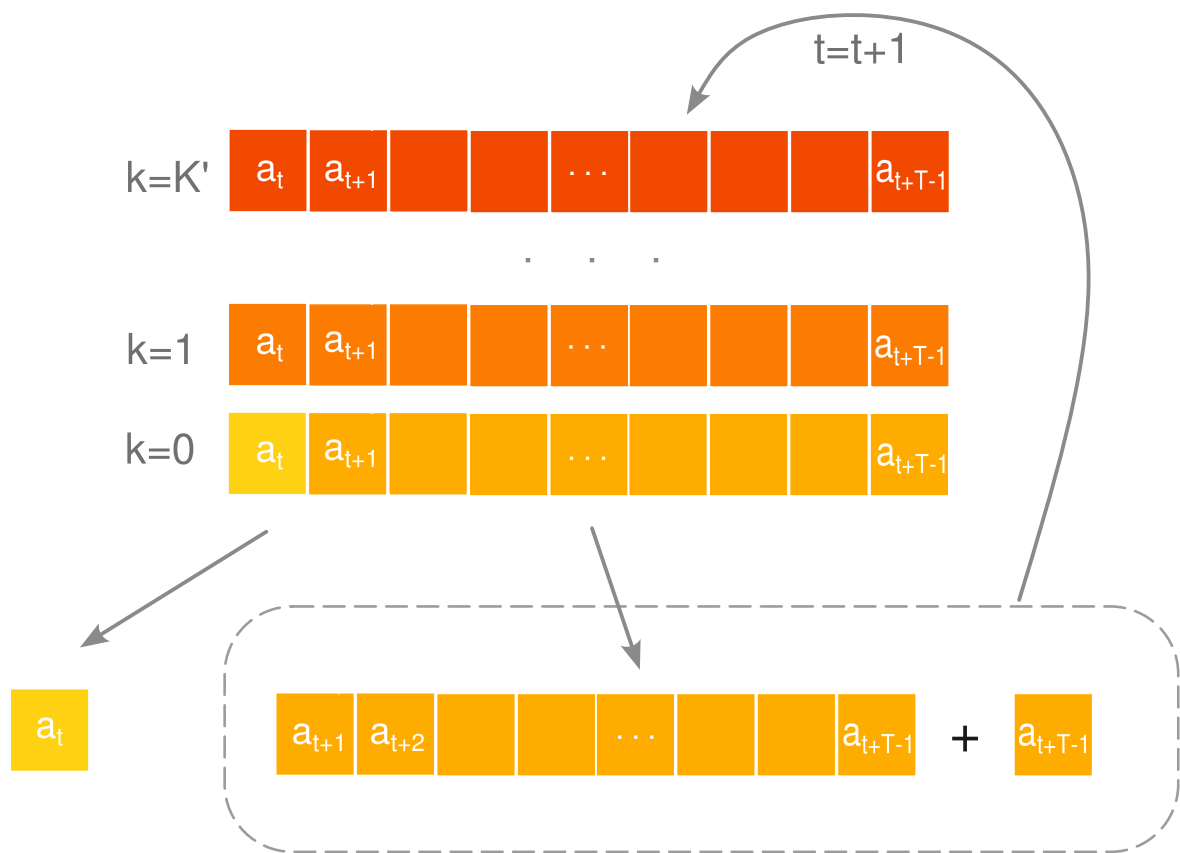 t=t+1
k=K' a_t a_{t+1} ... a_{t+T-1}
. . .
k=1 a_t a_{t+1} ... a_{t+T-1}
k=0 a_t a_{t+1} ... a_{t+T-1}
a_t a_{t+1} a_{t+2} ... a_{t+T-1} + a_{t+T-1}